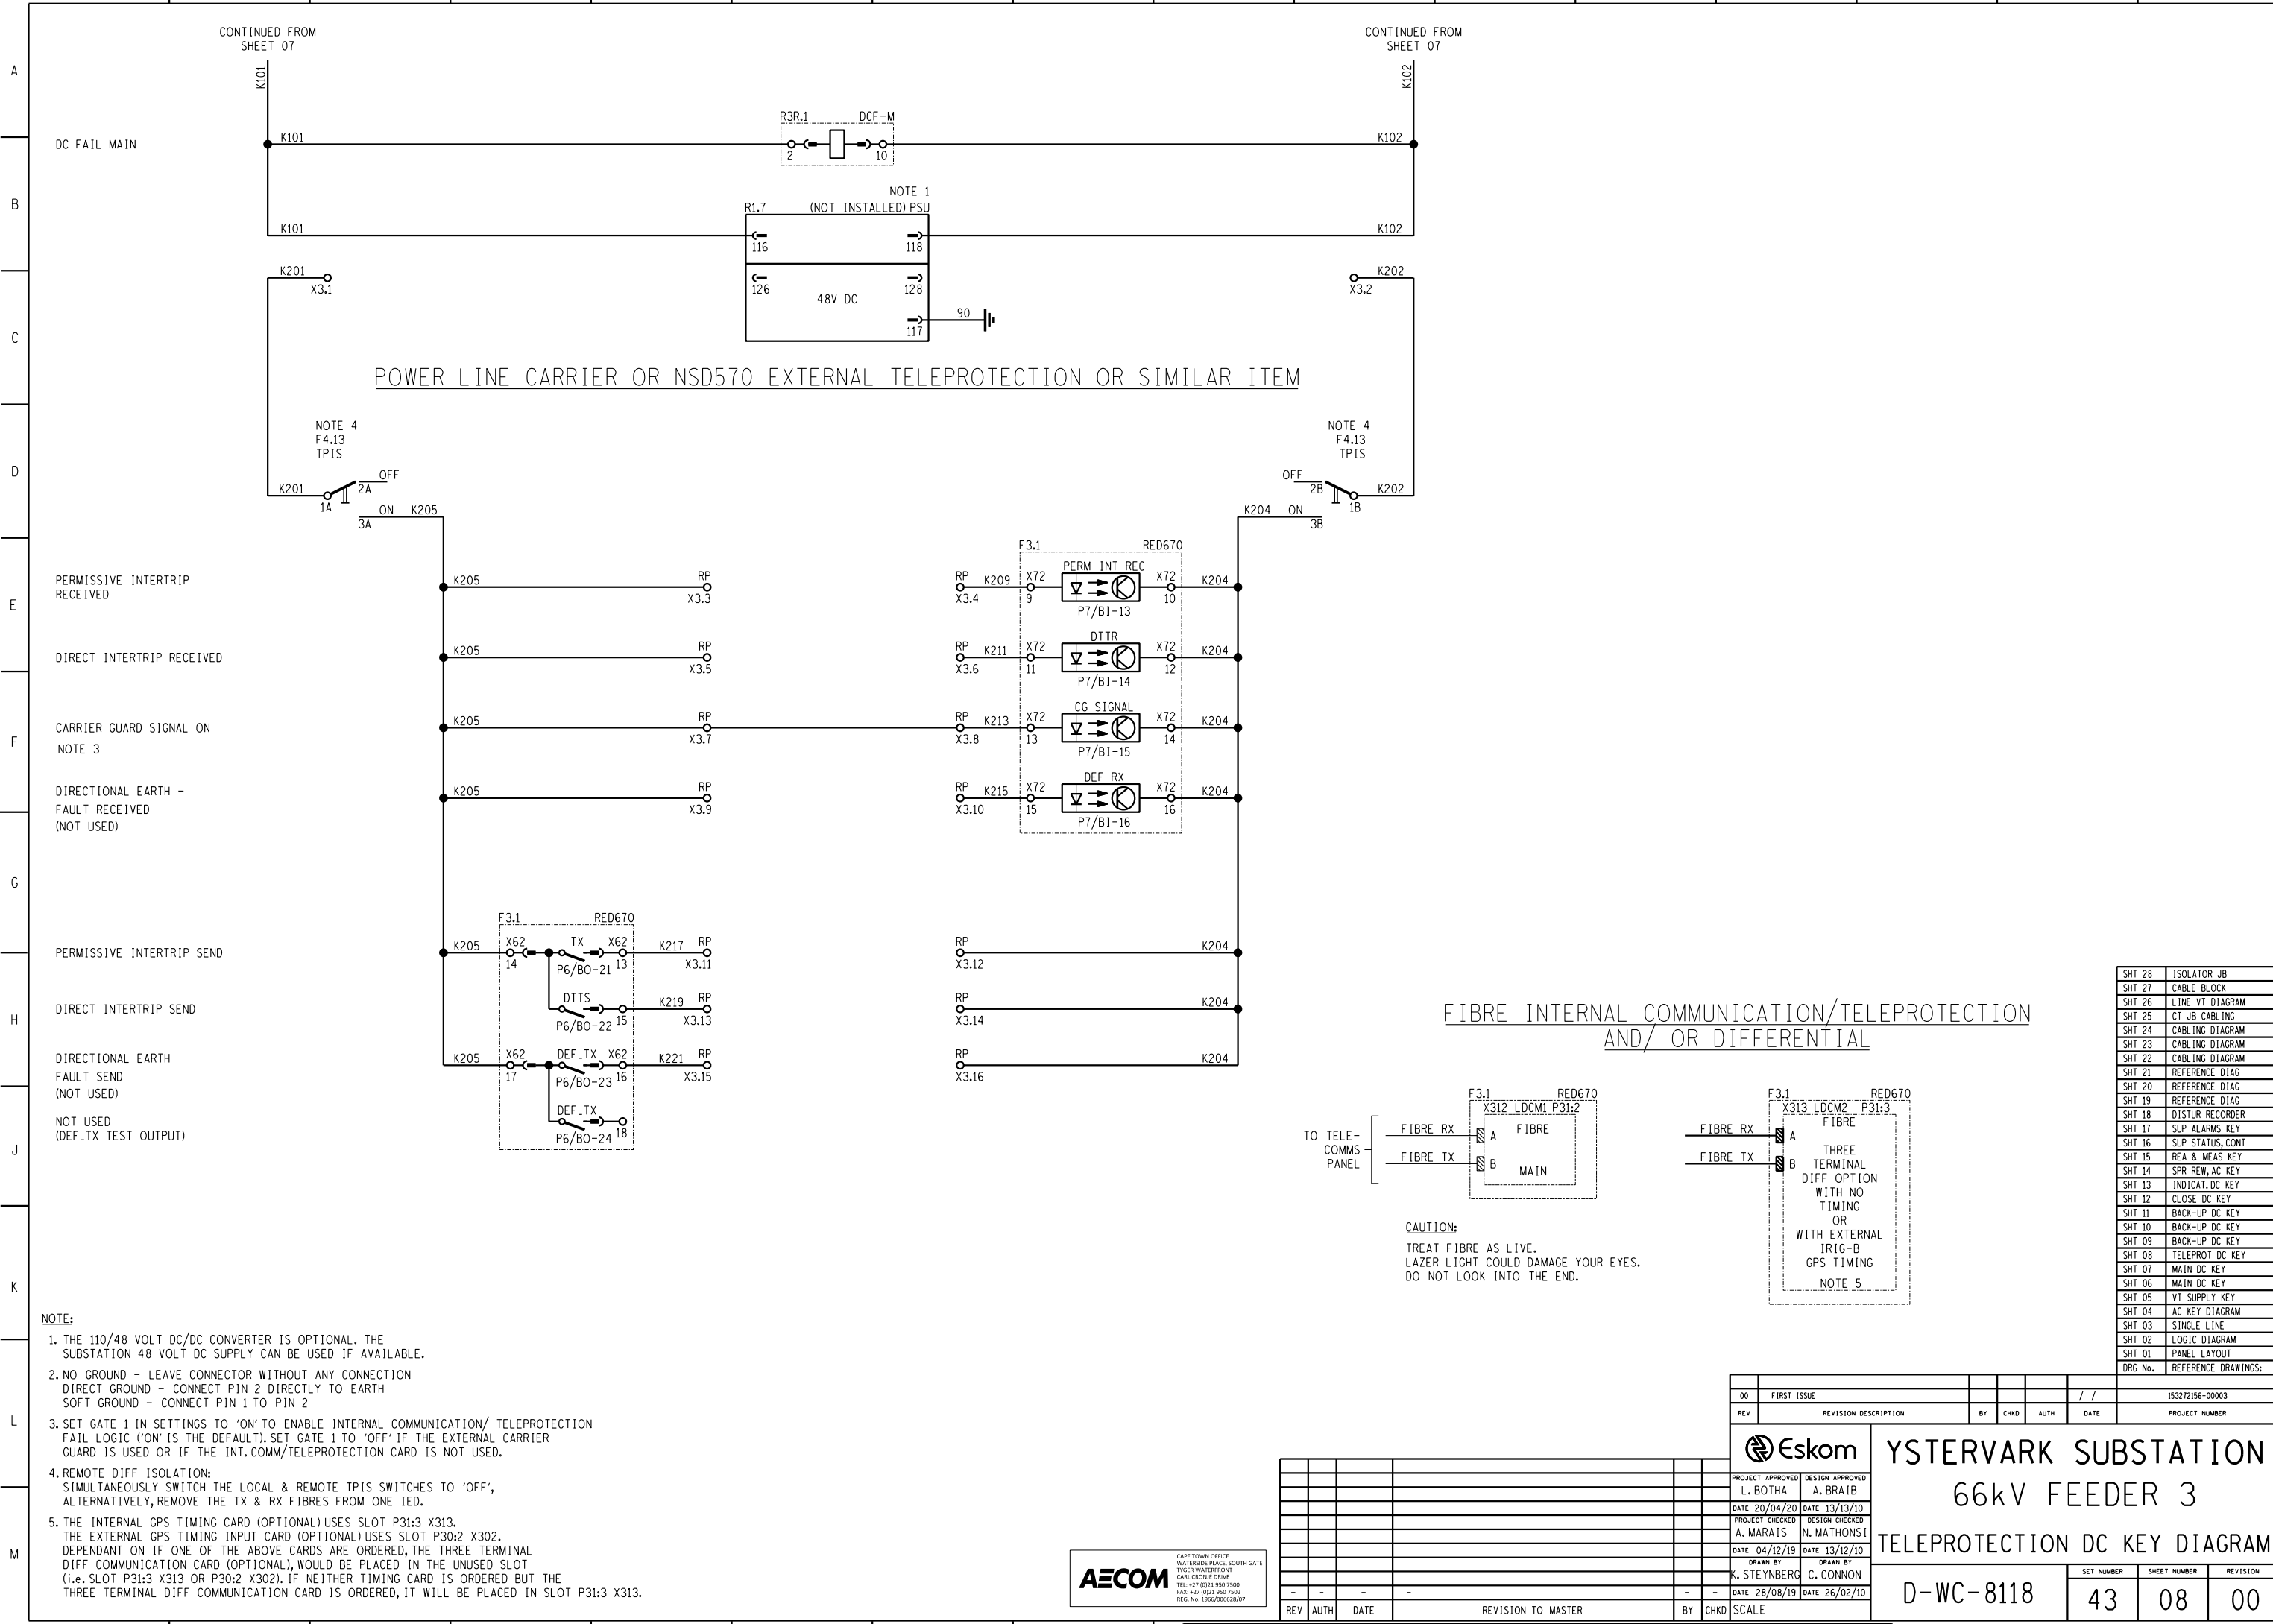 CONTINUED FROM
SHEET 07
CONTINUED FROM
SHEET 07
A
K101
K102
R3R.1 DCF-M
DC FAIL MAIN
K101
2 10
K102
B
NOTE 1
R1.7 (NOT INSTALLED) PSU
K101
116 118
K102
K201
X3.1
126 128
48V DC
K202
X3.2
90
117
C
POWER LINE CARRIER OR NSD570 EXTERNAL TELEPROTECTION OR SIMILAR ITEM
NOTE 4
F4.13
TPIS
NOTE 4
F4.13
TPIS
D
OFF
K201
2A
1A
ON K205
3A
OFF
2B
K202
1B
K204 ON
3B
F3.1 RED670
PERMISSIVE INTERTRIP
RECEIVED
K205
RP
X3.3
RP
K209
X3.4
X72
9
PERM INT REC
P7/BI-13
X72
10
K204
E
DIRECT INTERTRIP RECEIVED
K205
RP
X3.5
RP
K211
X3.6
X72
11
DTTR
P7/BI-14
X72
12
K204
CARRIER GUARD SIGNAL ON
NOTE 3
K205
RP
X3.7
RP
K213
X3.8
X72
13
CG SIGNAL
P7/BI-15
X72
14
K204
F
DIRECTIONAL EARTH -
FAULT RECEIVED
(NOT USED)
K205
RP
X3.9
RP
K215
X3.10
X72
15
DEF RX
P7/BI-16
X72
16
K204
G
F3.1 RED670
PERMISSIVE INTERTRIP SEND
K205
X62
14
TX
P6/BO-21
X62
13
K217
RP
X3.11
RP
X3.12
K204
DIRECT INTERTRIP SEND
DTTS
P6/BO-22
15
K219
RP
X3.13
RP
X3.14
K204
H
DIRECTIONAL EARTH
FAULT SEND
(NOT USED)
K205
X62
17
DEF_TX
P6/BO-23
X62
16
K221
RP
X3.15
RP
X3.16
K204
NOT USED
(DEF_TX TEST OUTPUT)
DEF_TX
P6/BO-24
18
J
FIBRE INTERNAL COMMUNICATION/TELEPROTECTION
AND/ OR DIFFERENTIAL
F3.1 RED670
X312 LDCM1 P31:2
TO TELE-
COMMS
PANEL
FIBRE RX
FIBRE TX
A
B
FIBRE
MAIN
F3.1 RED670
X313 LDCM2 P31:3
FIBRE RX
FIBRE TX
A
B
FIBRE
THREE
TERMINAL
DIFF OPTION
WITH NO
TIMING
OR
WITH EXTERNAL
IRIG-B
GPS TIMING
NOTE 5
CAUTION:
TREAT FIBRE AS LIVE.
LAZER LIGHT COULD DAMAGE YOUR EYES.
DO NOT LOOK INTO THE END.
K
NOTE:
1. THE 110/48 VOLT DC/DC CONVERTER IS OPTIONAL. THE
SUBSTATION 48 VOLT DC SUPPLY CAN BE USED IF AVAILABLE.
2. NO GROUND - LEAVE CONNECTOR WITHOUT ANY CONNECTION
DIRECT GROUND - CONNECT PIN 2 DIRECTLY TO EARTH
SOFT GROUND - CONNECT PIN 1 TO PIN 2
3. SET GATE 1 IN SETTINGS TO 'ON' TO ENABLE INTERNAL COMMUNICATION/ TELEPROTECTION
FAIL LOGIC ('ON' IS THE DEFAULT). SET GATE 1 TO 'OFF' IF THE EXTERNAL CARRIER
GUARD IS USED OR IF THE INT. COMM/TELEPROTECTION CARD IS NOT USED.
4. REMOTE DIFF ISOLATION:
SIMULTANEOUSLY SWITCH THE LOCAL & REMOTE TPIS SWITCHES TO 'OFF',
ALTERNATIVELY, REMOVE THE TX & RX FIBRES FROM ONE IED.
5. THE INTERNAL GPS TIMING CARD (OPTIONAL) USES SLOT P31:3 X313.
THE EXTERNAL GPS TIMING INPUT CARD (OPTIONAL) USES SLOT P30:2 X302.
DEPENDANT ON IF ONE OF THE ABOVE CARDS ARE ORDERED, THE THREE TERMINAL
DIFF COMMUNICATION CARD (OPTIONAL), WOULD BE PLACED IN THE UNUSED SLOT
(i.e. SLOT P31:3 X313 OR P30:2 X302). IF NEITHER TIMING CARD IS ORDERED BUT THE
THREE TERMINAL DIFF COMMUNICATION CARD IS ORDERED, IT WILL BE PLACED IN SLOT P31:3 X313.
L
M
SHT 28 ISOLATOR JB
SHT 27 CABLE BLOCK
SHT 26 LINE VT DIAGRAM
SHT 25 CT JB CABLING
SHT 24 CABLING DIAGRAM
SHT 23 CABLING DIAGRAM
SHT 22 CABLING DIAGRAM
SHT 21 REFERENCE DIAG
SHT 20 REFERENCE DIAG
SHT 19 REFERENCE DIAG
SHT 18 DISTUR RECORDER
SHT 17 SUP ALARMS KEY
SHT 16 SUP STATUS, CONT
SHT 15 REA & MEAS KEY
SHT 14 SPR REW, AC KEY
SHT 13 INDICAT. DC KEY
SHT 12 CLOSE DC KEY
SHT 11 BACK-UP DC KEY
SHT 10 BACK-UP DC KEY
SHT 09 BACK-UP DC KEY
SHT 08 TELEPROT DC KEY
SHT 07 MAIN DC KEY
SHT 06 MAIN DC KEY
SHT 05 VT SUPPLY KEY
SHT 04 AC KEY DIAGRAM
SHT 03 SINGLE LINE
SHT 02 LOGIC DIAGRAM
SHT 01 PANEL LAYOUT
DRG No. REFERENCE DRAWINGS:
00 FIRST ISSUE / / 153272156-00003
REV REVISION DESCRIPTION BY CHKD AUTH DATE PROJECT NUMBER
Eskom
PROJECT APPROVED DESIGN APPROVED
L. BOTHA A. BRAIB
DATE 20/04/20 DATE 13/13/10
PROJECT CHECKED DESIGN CHECKED
A. MARAIS N. MATHONSI
DATE 04/12/19 DATE 13/12/10
DRAWN BY DRAWN BY
K. STEYNBERG C. CONNON
DATE 28/08/19 DATE 26/02/10
SCALE
YSTERVARK SUBSTATION
66kV FEEDER 3
TELEPROTECTION DC KEY DIAGRAM
D-WC-8118
SET NUMBER SHEET NUMBER REVISION
43 08 00
- - - - - -
REV AUTH DATE REVISION TO MASTER BY CHKD
AECOM
CAPE TOWN OFFICE
WATERSIDE PLACE, SOUTH GATE
TYGER WATERFRONT
CARL CRONJÉ DRIVE
TEL: +27 (0)21 950 7500
FAX: +27 (0)21 950 7502
REG. No. 1966/006628/07